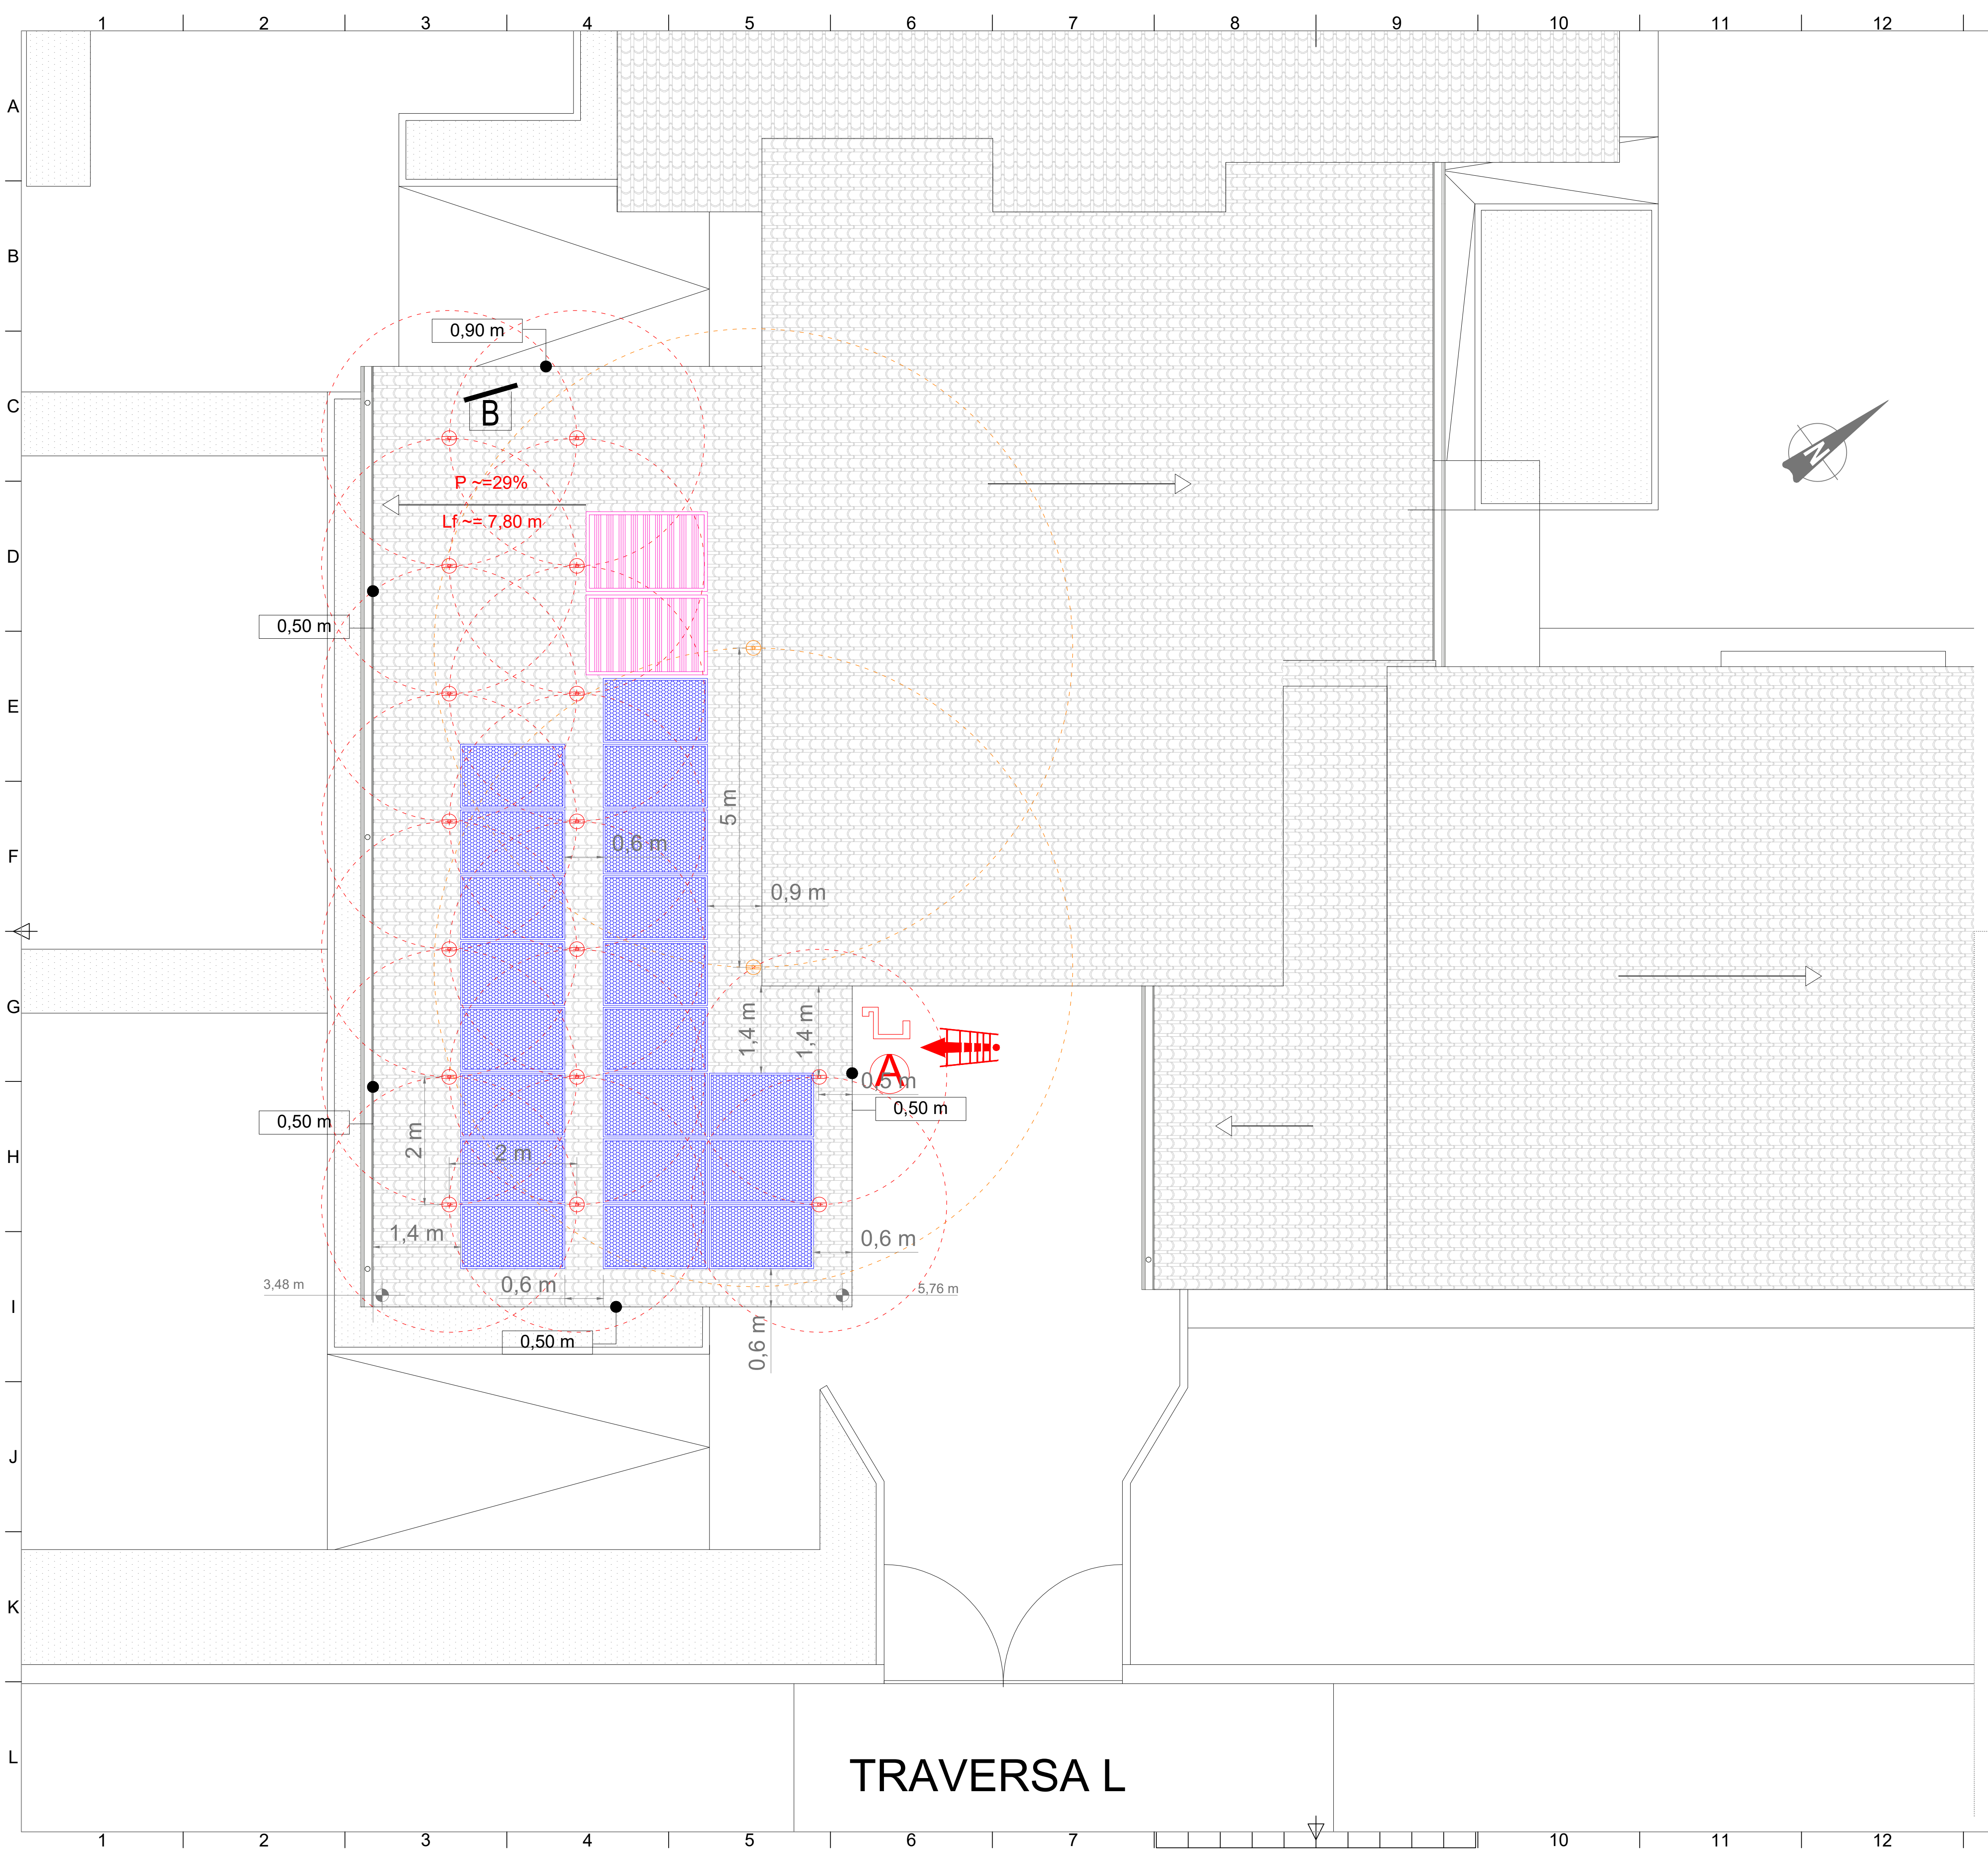 1 2 3 4 5 6 7 8 9 10 11 12
A
B
0,90 m
C
B
N
P ~=29%
Lf ~= 7,80 m
D
0,50 m
E
5 m
F
0,6 m
0,9 m
G
1,4 m
1,4 m
A
0,5 m
0,50 m
0,50 m
2 m
2 m
H
1,4 m
0,6 m
3,48 m
0,6 m
5,76 m
I
0,50 m
0,6 m
J
K
L
TRAVERSA L
1 2 3 4 5 6 7 10 11 12